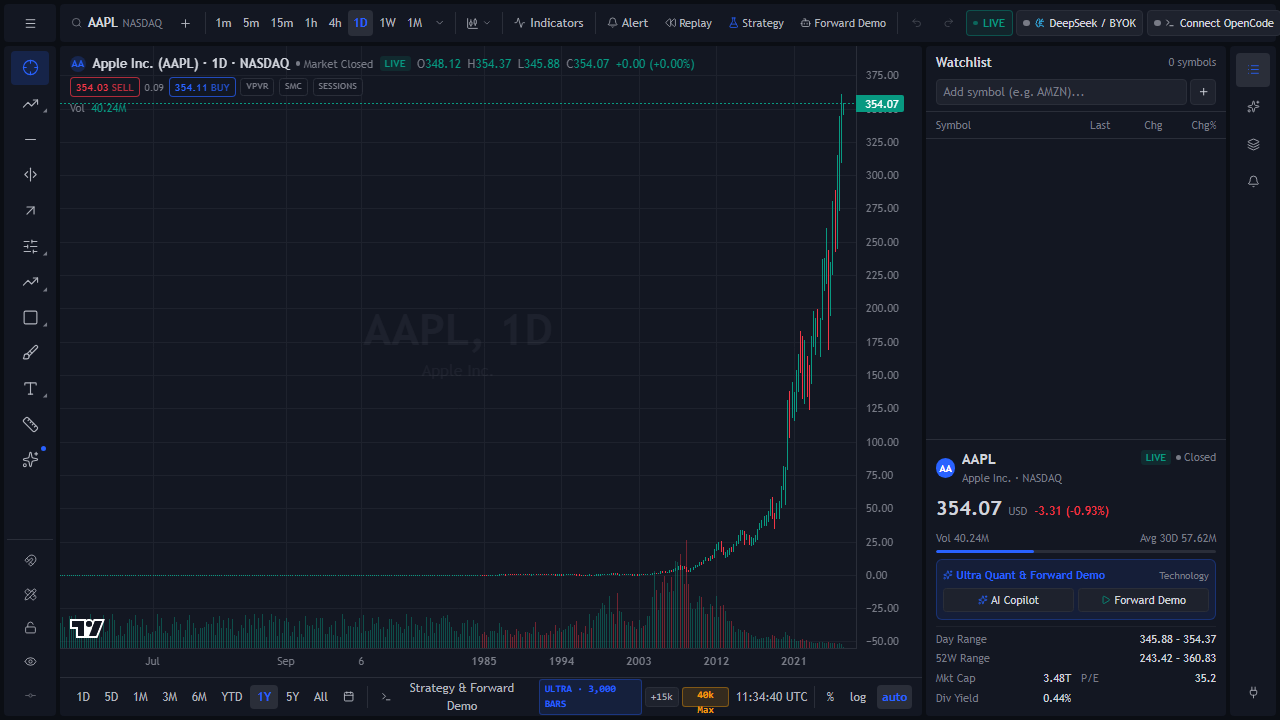 AAPL NASDAQ
1m 5m 15m 1h 4h 1D 1W 1M
Indicators
Alert
Replay
Strategy
Forward Demo
LIVE
DeepSeek / BYOK
Connect OpenCode
Apple Inc. (AAPL) · 1D · NASDAQ
Market Closed
LIVE
O348.12 H354.37 L345.88 C354.07 +0.00 (+0.00%)
354.03 SELL 0.09 354.11 BUY VPVR SMC SESSIONS
Vol 40.24M
AAPL, 1D
Apple Inc.
375.00
354.07
325.00
300.00
275.00
250.00
225.00
200.00
175.00
150.00
125.00
100.00
75.00
50.00
25.00
0.00
−25.00
−50.00
Jul Sep 6 1985 1994 2003 2012 2021
1D 5D 1M 3M 6M YTD 1Y 5Y All
Strategy & Forward
Demo
ULTRA · 3,000
BARS
+15k
40k
Max
11:34:40 UTC
% log auto
Watchlist 0 symbols
Add symbol (e.g. AMZN)...
+
Symbol Last Chg Chg%
AA
AAPL LIVE Closed
Apple Inc. · NASDAQ
354.07 USD -3.31 (-0.93%)
Vol 40.24M Avg 30D 57.62M
Ultra Quant & Forward Demo Technology
AI Copilot Forward Demo
Day Range 345.88 - 354.37
52W Range 243.42 - 360.83
Mkt Cap 3.48T P/E 35.2
Div Yield 0.44%